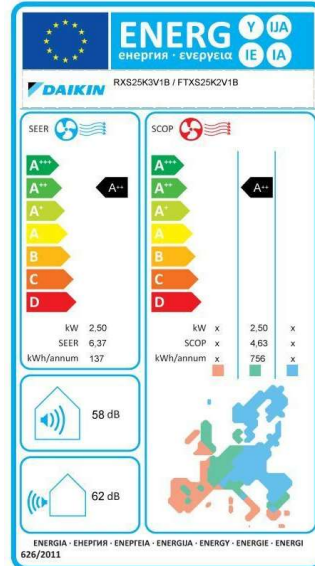 ENERG Y IJA
енергия · ενεργεια IE IA
DAIKIN RXS25K3V1B / FTXS25K2V1B
SEER
A+++
A++ A++
A+
A
B
C
D
kW 2,50
SEER 6,37
kWh/annum 137
SCOP
A+++
A++ A++
A+
A
B
C
D
kW x 2,50 x
SCOP x 4,63 x
kWh/annum x 756 x
58 dB
62 dB
ENERGIA · ЕНЕРГИЯ · ΕΝΕΡΓΕΙΑ · ENERGIJA · ENERGY · ENERGIE · ENERGI
626/2011